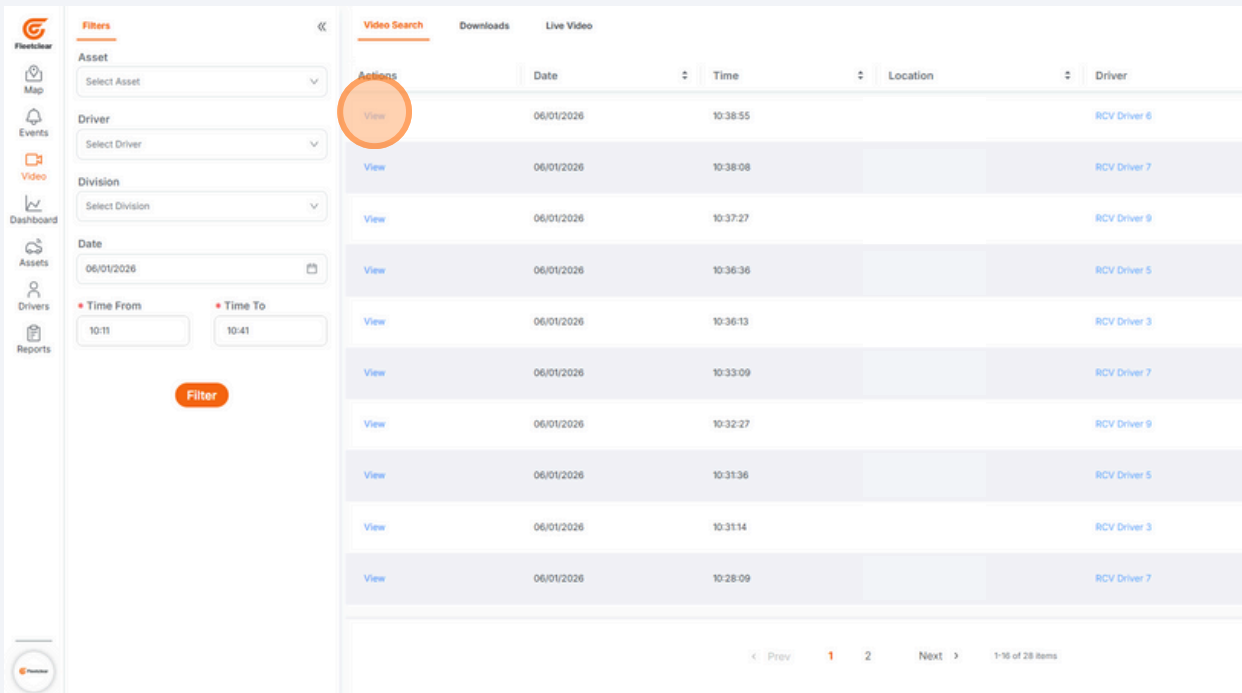 Fleetclear
Map
Events
Video
Dashboard
Assets
Drivers
Reports
Fleetclear
Filters
Asset
Select Asset
Driver
Select Driver
Division
Select Division
Date
06/01/2026
* Time From * Time To
10:11 10:41
Filter
Video Search Downloads Live Video
Actions Date Time Location Driver
View 06/01/2026 10:38:55 RCV Driver 6
View 06/01/2026 10:38:08 RCV Driver 7
View 06/01/2026 10:37:27 RCV Driver 9
View 06/01/2026 10:36:36 RCV Driver 5
View 06/01/2026 10:36:13 RCV Driver 3
View 06/01/2026 10:33:09 RCV Driver 7
View 06/01/2026 10:32:27 RCV Driver 9
View 06/01/2026 10:31:36 RCV Driver 5
View 06/01/2026 10:31:14 RCV Driver 3
View 06/01/2026 10:28:09 RCV Driver 7
< Prev 1 2 Next > 1-16 of 28 items